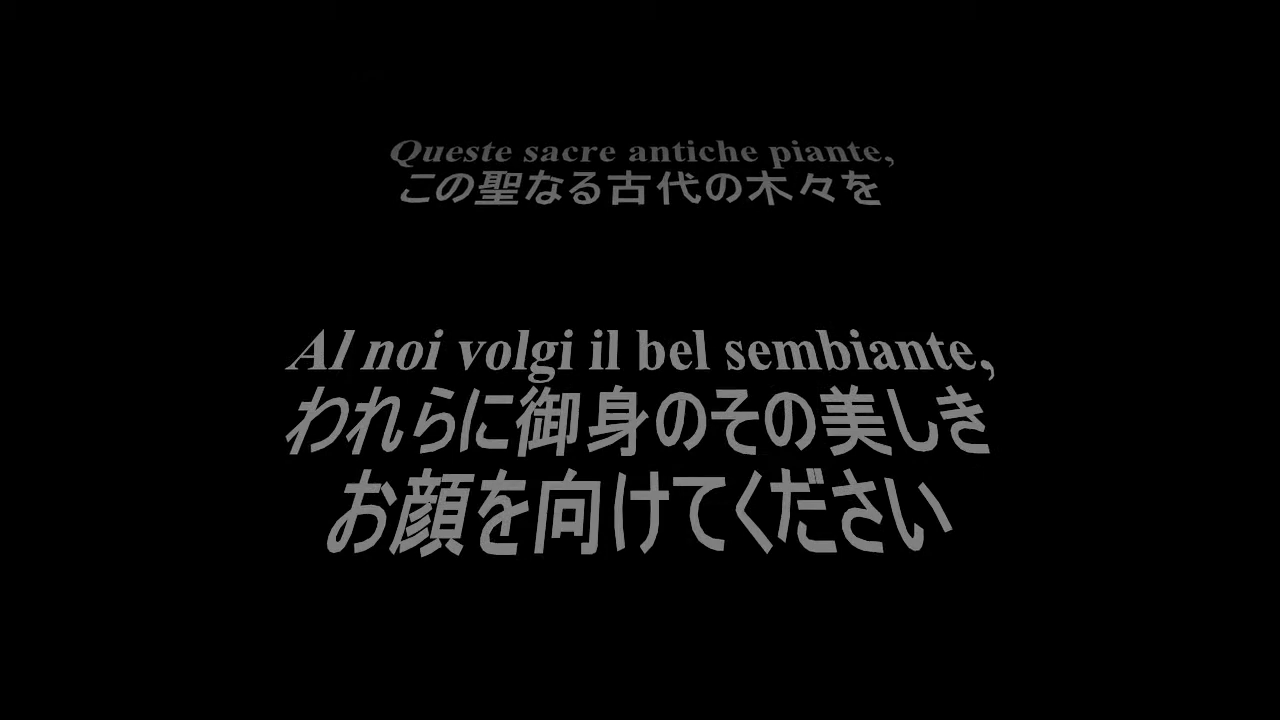 Queste sacre antiche piante,
この聖なる古代の木々を
Al noi volgi il bel sembiante,
われらに御身のその美しき
お顔を向けてください